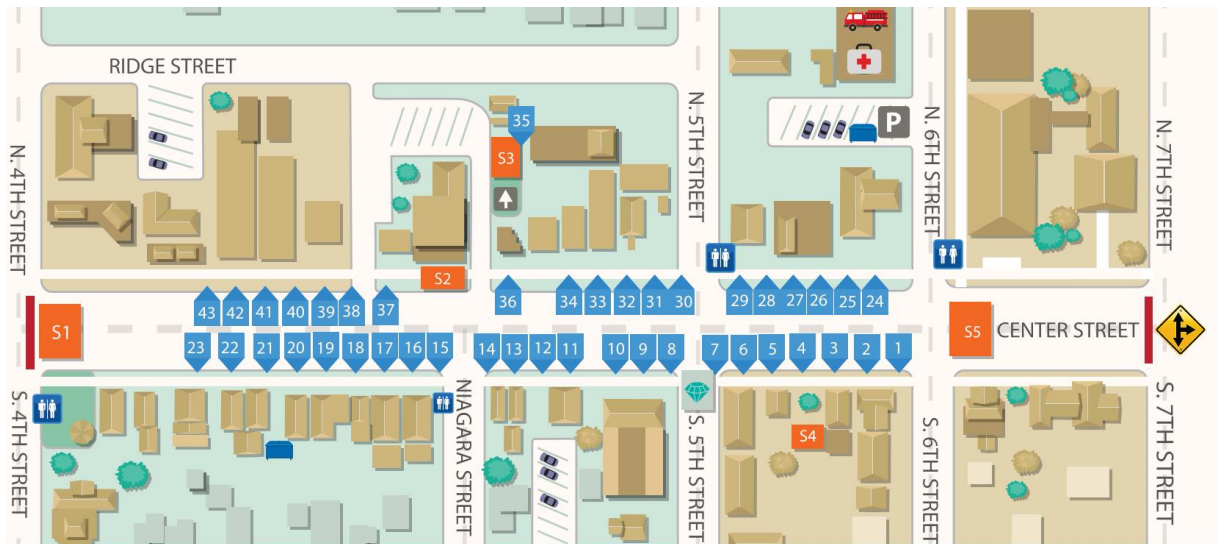 RIDGE STREET
N. 4TH STREET
N. 5TH STREET
N. 6TH STREET
N. 7TH STREET
P
35
S3
S2
36 34 33 32 31 30 29 28 27 26 25 24
43 42 41 40 39 38 37
S1
S5
CENTER STREET
23 22 21 20 19 18 17 16 15 14 13 12 11 10 9 8 7 6 5 4 3 2 1
S4
S. 4TH STREET
NIAGARA STREET
S. 5TH STREET
S. 6TH STREET
S. 7TH STREET